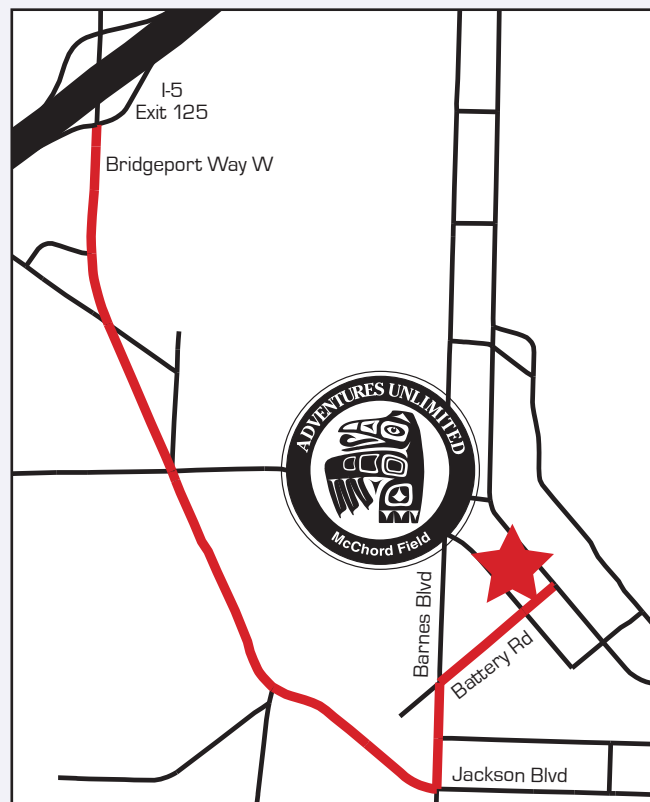 I-5
Exit 125
Bridgeport Way W
ADVENTURES UNLIMITED
McChord Field
Barnes Blvd
Battery Rd
Jackson Blvd